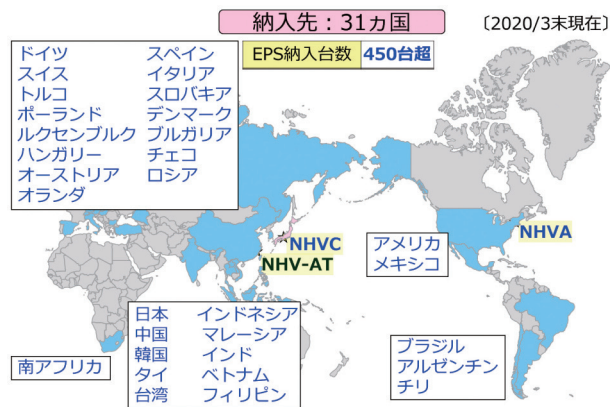 納入先：31ヵ国
〔2020/3末現在〕
EPS納入台数 450台超
ドイツ スペイン
スイス イタリア
トルコ スロバキア
ポーランド デンマーク
ルクセンブルク ブルガリア
ハンガリー チェコ
オーストリア ロシア
オランダ
NHVC
NHV-AT
NHVA
アメリカ
メキシコ
日本 インドネシア
中国 マレーシア
韓国 インド
タイ ベトナム
台湾 フィリピン
南アフリカ
ブラジル
アルゼンチン
チリ